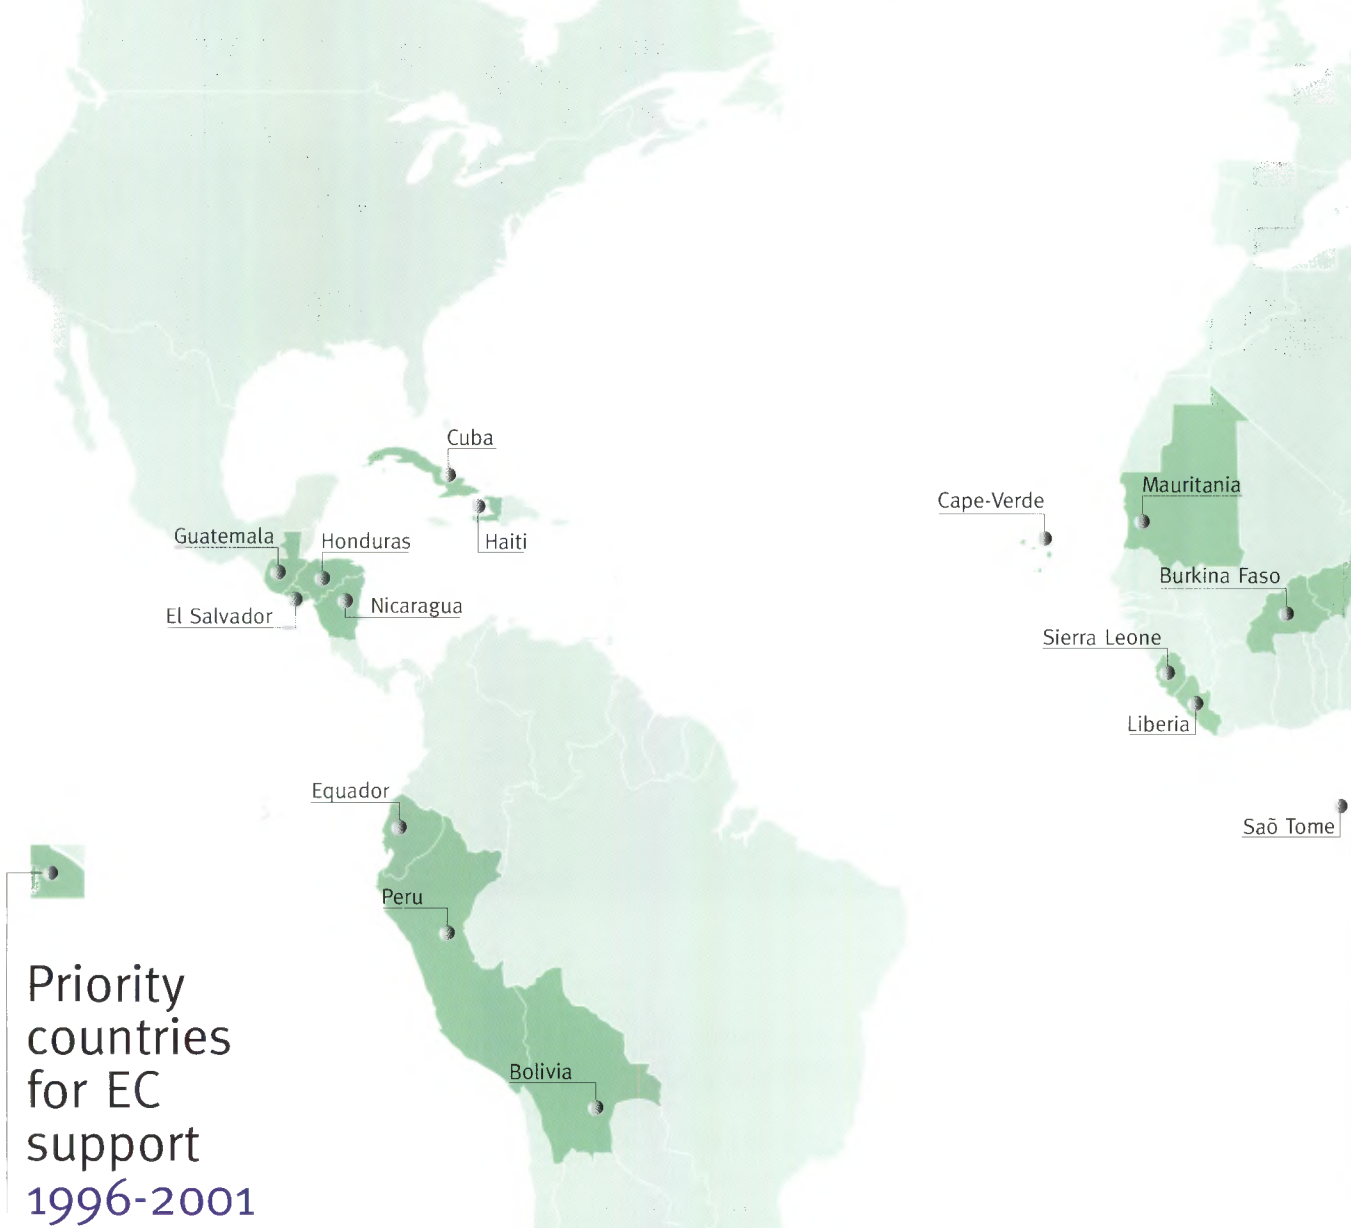 Cuba
Cape-Verde
Mauritania
Guatemala
Honduras
Haiti
Burkina Faso
El Salvador
Nicaragua
Sierra Leone
Liberia
Equador
Saõ Tome
Peru
Priority
countries
for EC
support
1996-2001
Bolivia